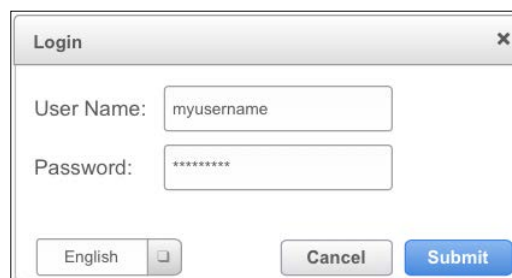 Login
User Name: myusername
Password: *********
English Cancel Submit